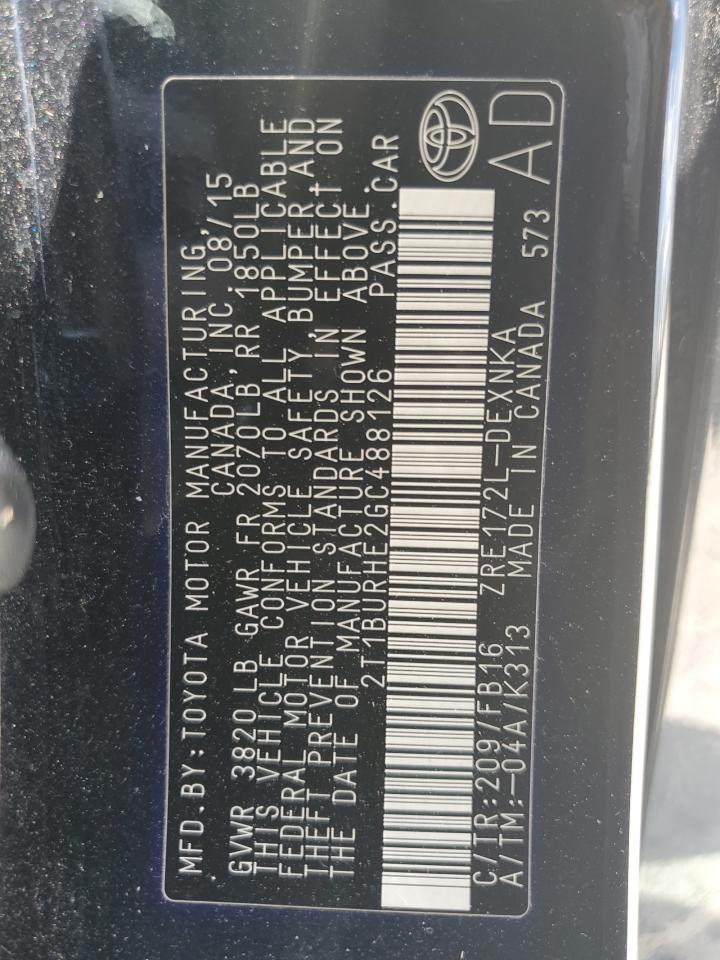 MFD.BY:TOYOTA MOTOR MANUFACTURING,
CANADA,INC. 08/15
GVWR 3820 LB GAWR FR 2070LB RR 1850LB
THIS VEHICLE CONFORMS TO ALL APPLICABLE
FEDERAL MOTOR VEHICLE SAFETY, BUMPER AND
THEFT PREVENTION STANDARDS IN EFFECT ON
THE DATE OF MANUFACTURE SHOWN ABOVE.
2T1BURHE2GC488126 PASS.CAR
C/TR:209/FB16 ZRE172L-DEXNKA
A/TM:-04A/K313 MADE IN CANADA 573
AD